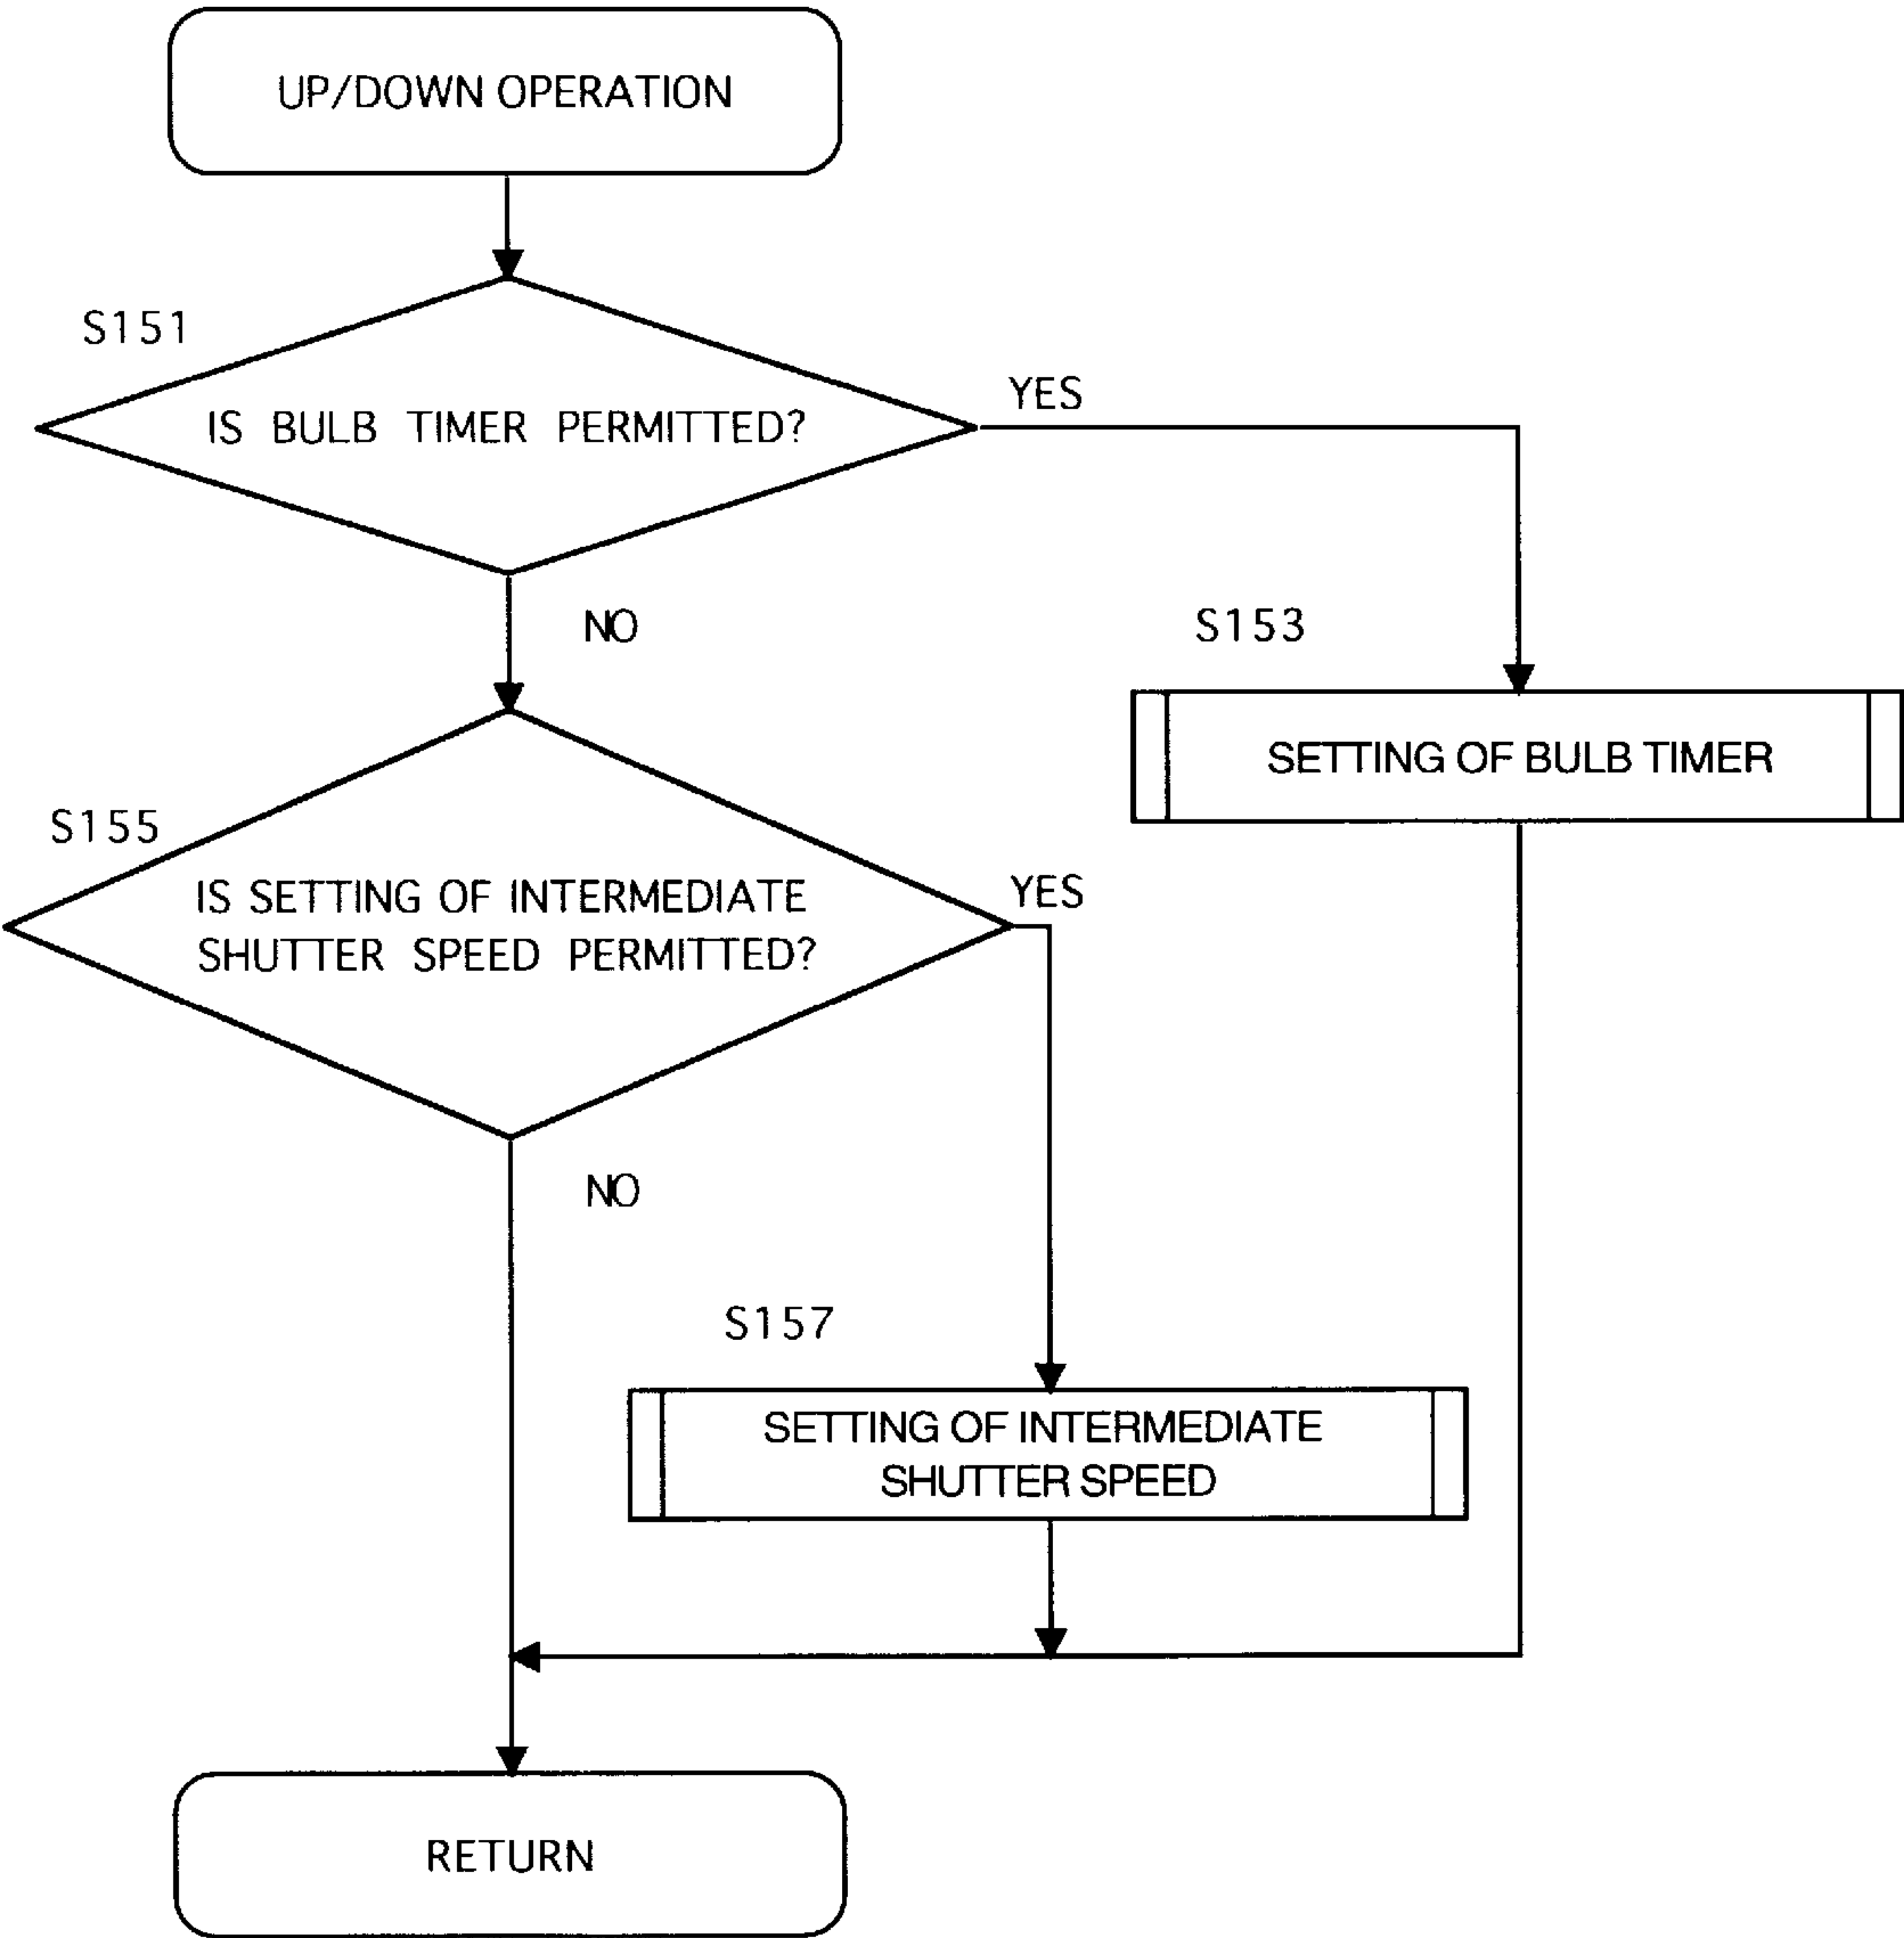 UP/DOWN OPERATION
S151
IS BULB TIMER PERMITTED?
YES
NO
S153
SETTING OF BULB TIMER
S155
IS SETTING OF INTERMEDIATE
SHUTTER SPEED PERMITTED?
YES
NO
S157
SETTING OF INTERMEDIATE
SHUTTER SPEED
RETURN